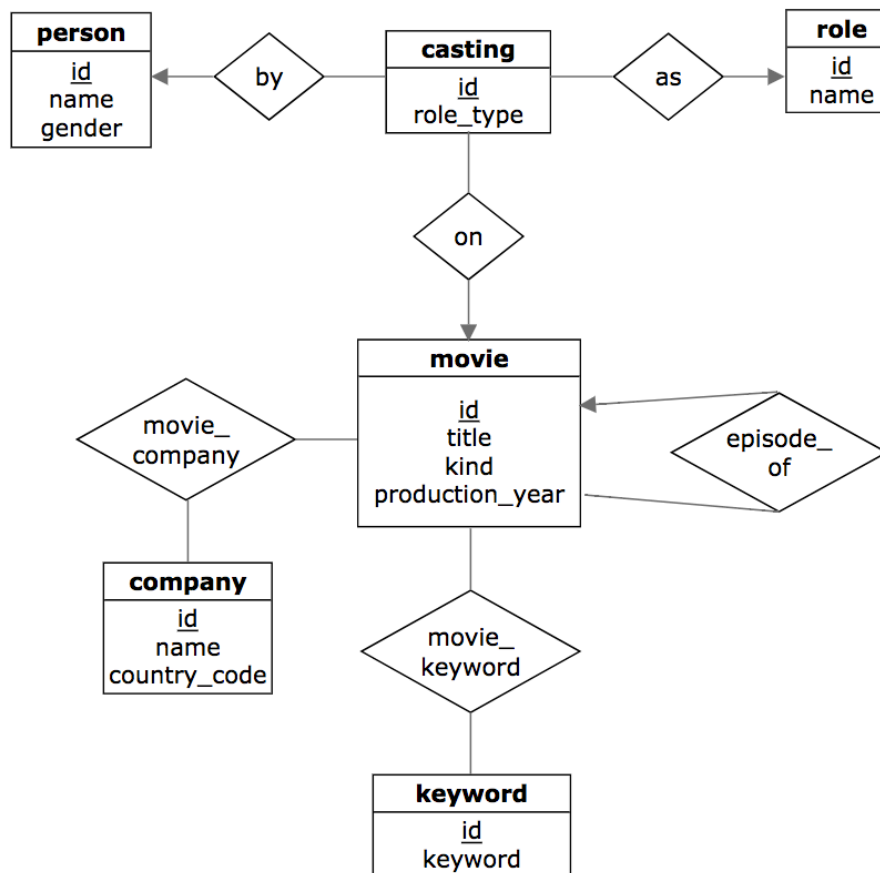 person
id
name
gender
by
casting
id
role_type
as
role
id
name
on
movie
id
title
kind
production_year
movie_
company
episode_
of
company
id
name
country_code
movie_
keyword
keyword
id
keyword